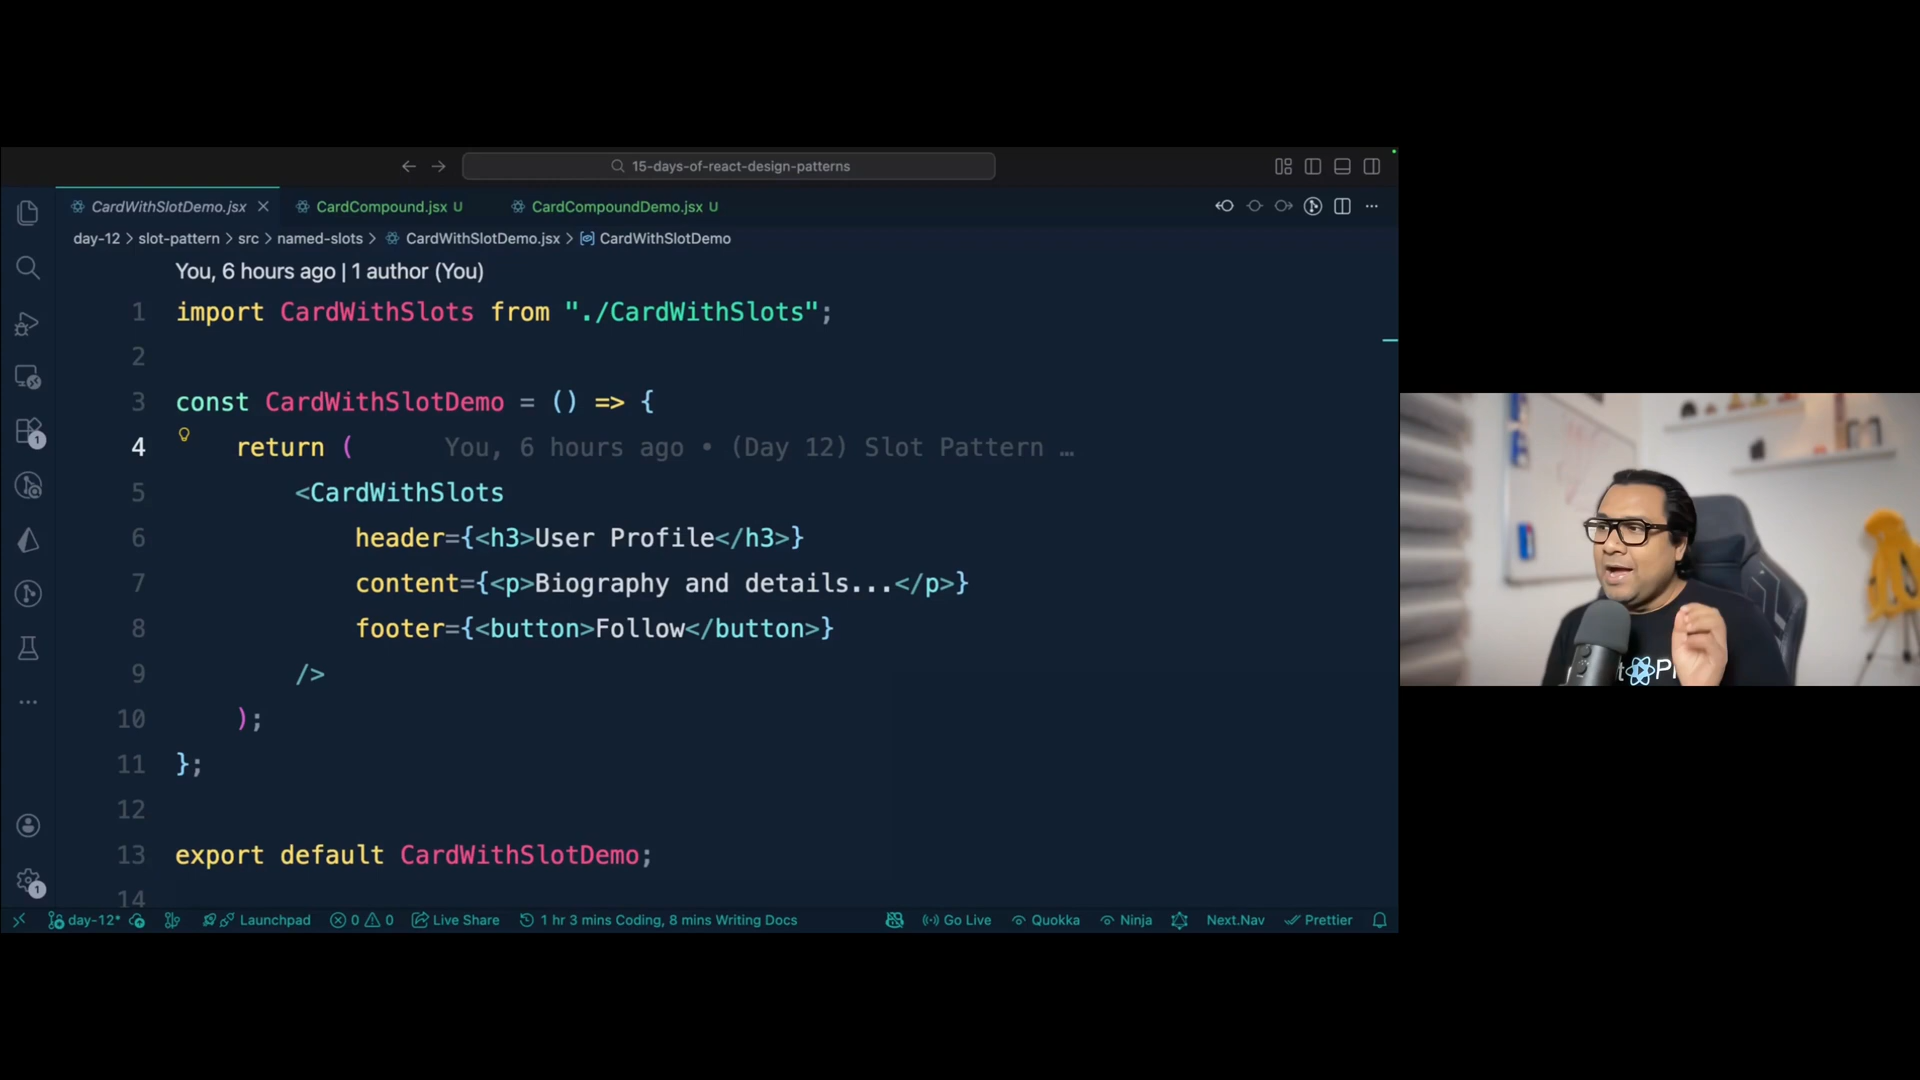 15-days-of-react-design-patterns
CardWithSlotDemo.jsx
CardCompound.jsx U
CardCompoundDemo.jsx U
day-12 > slot-pattern > src > named-slots > CardWithSlotDemo.jsx > CardWithSlotDemo
You, 6 hours ago | 1 author (You)
1 import CardWithSlots from "./CardWithSlots";
2
3 const CardWithSlotDemo = () => {
4 return ( You, 6 hours ago • (Day 12) Slot Pattern …
5 <CardWithSlots
6 header={<h3>User Profile</h3>}
7 content={<p>Biography and details...</p>}
8 footer={<button>Follow</button>}
9 />
10 );
11 };
12
13 export default CardWithSlotDemo;
14
1
1
day-12* Launchpad 0 0 Live Share 1 hr 3 mins Coding, 8 mins Writing Docs Go Live Quokka Ninja Next.Nav Prettier